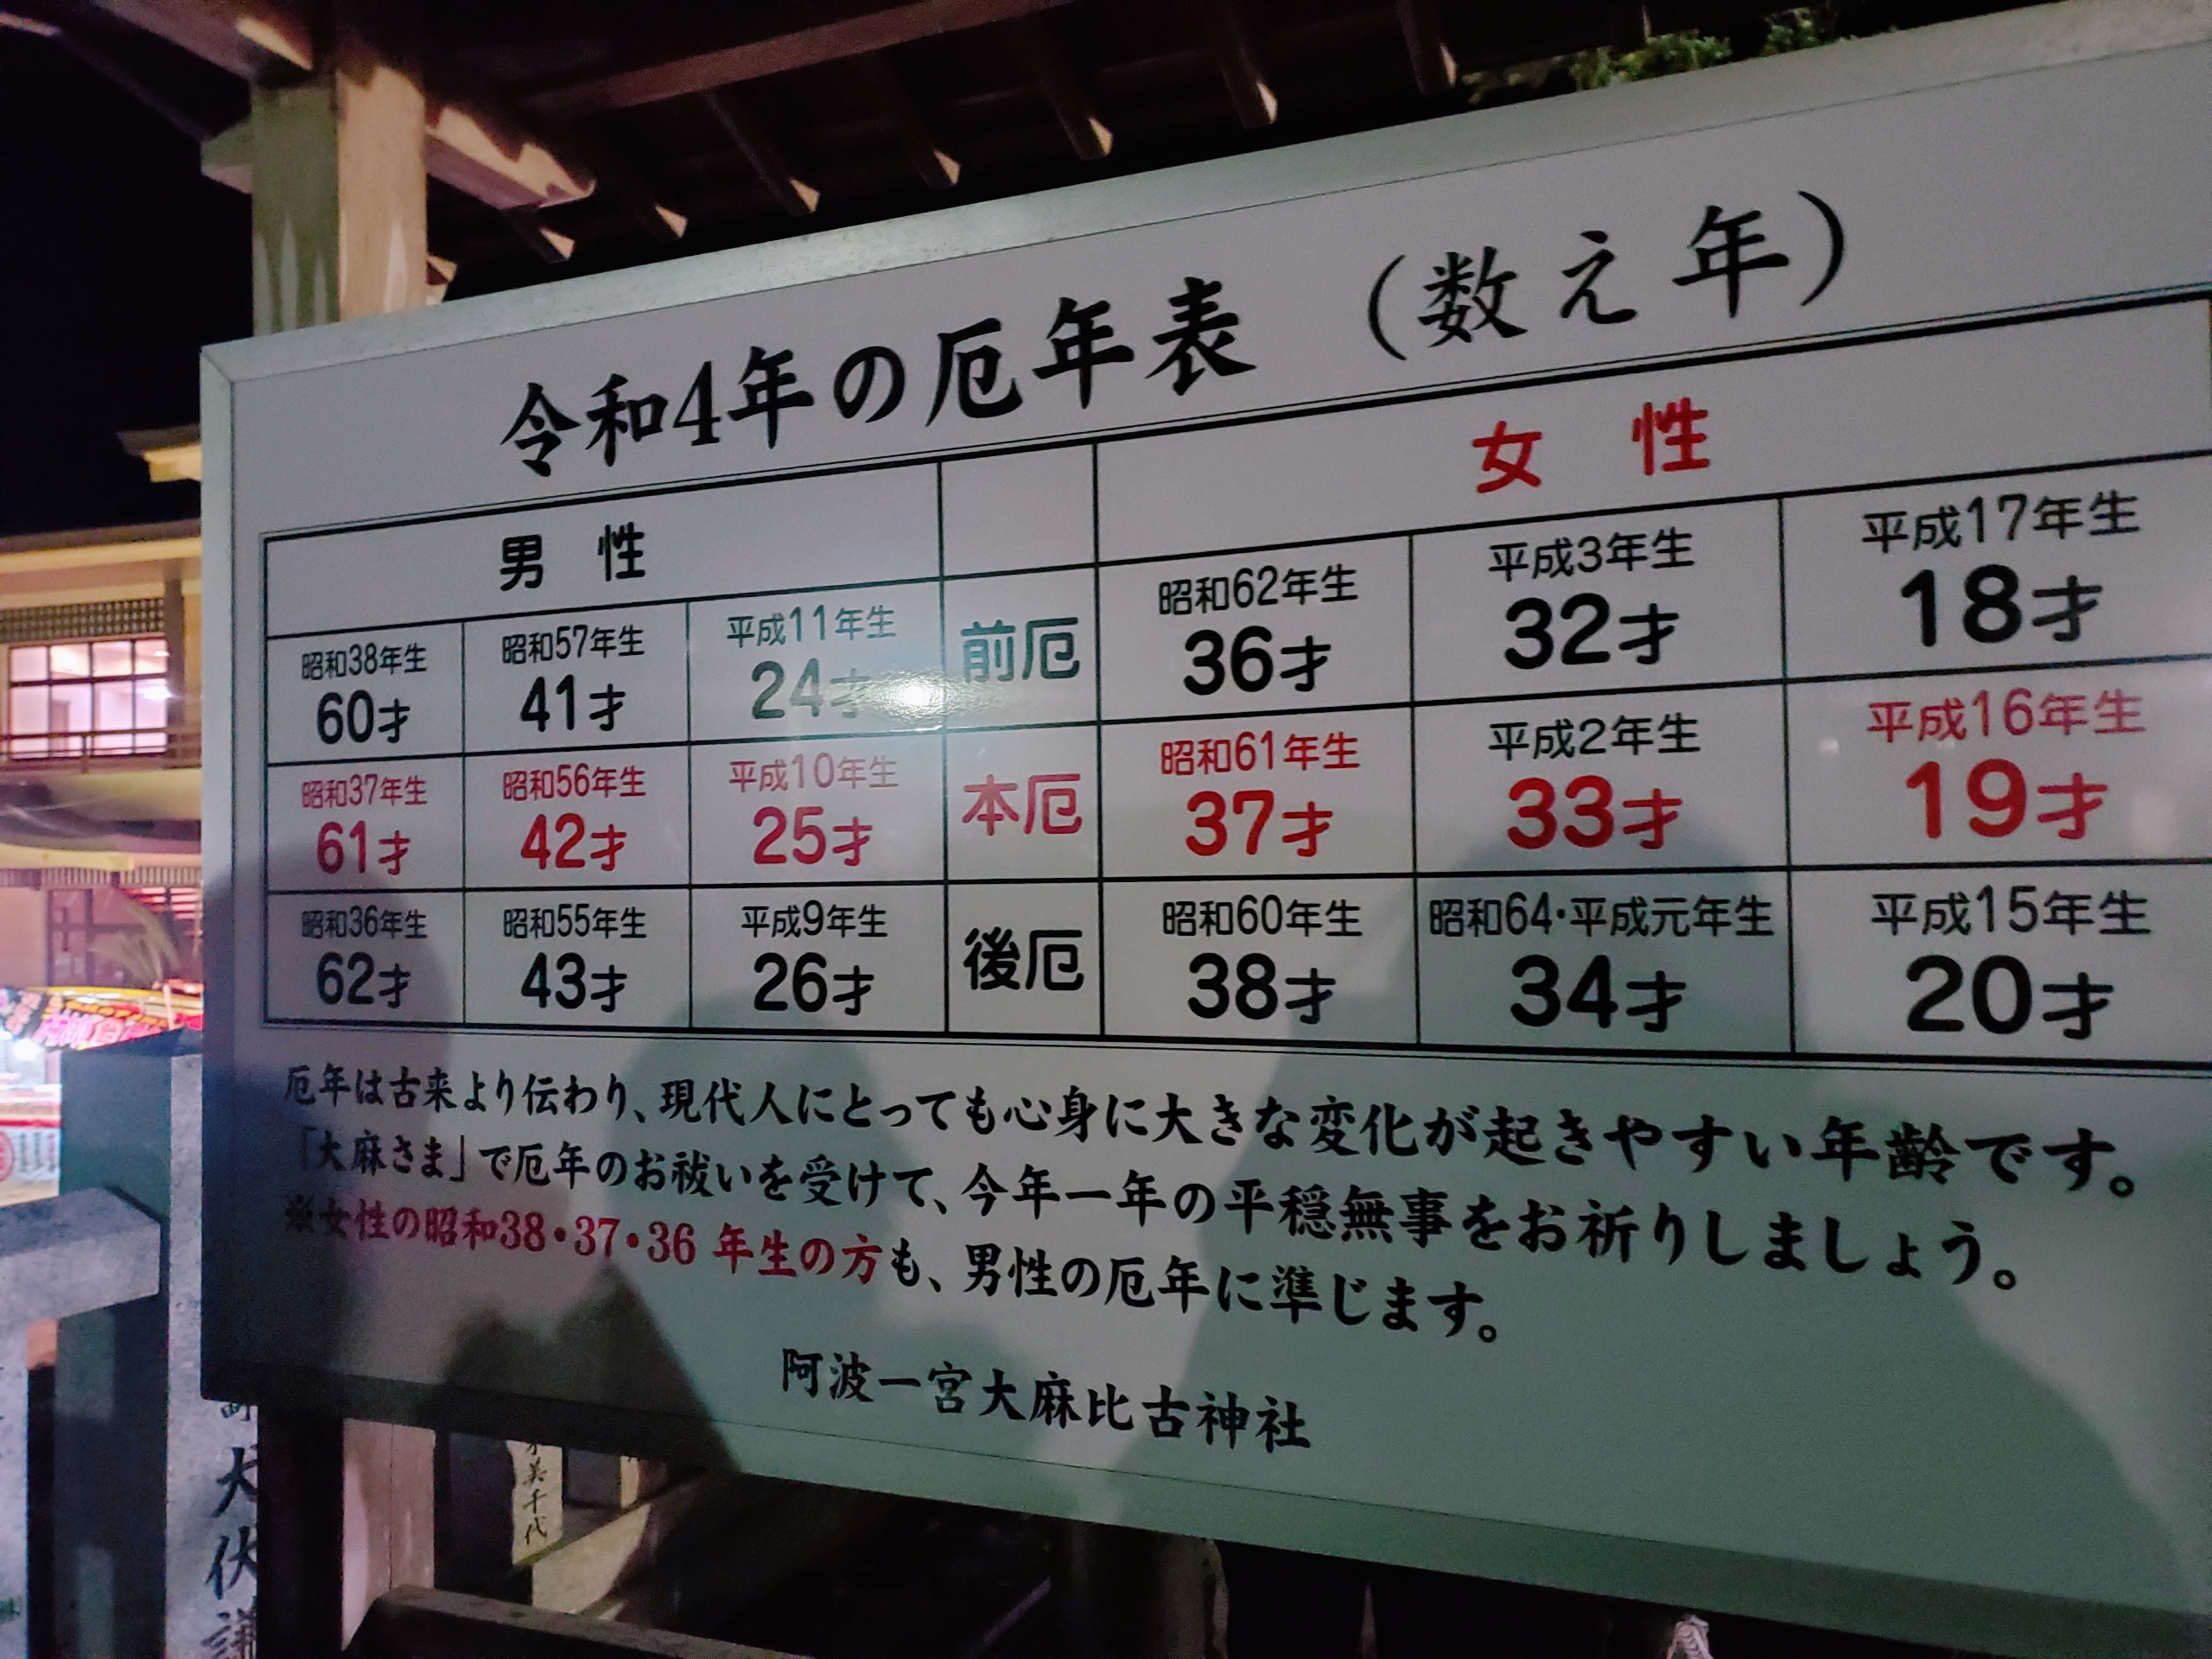 令和4年の厄年表 (数え年)
男性 女性
昭和38年生 昭和57年生 平成11年生 前厄 昭和62年生 平成3年生 平成17年生
60才 41才 24才 36才 32才 18才
昭和37年生 昭和56年生 平成10年生 本厄 昭和61年生 平成2年生 平成16年生
61才 42才 25才 37才 33才 19才
昭和36年生 昭和55年生 平成9年生 後厄 昭和60年生 昭和64・平成元年生 平成15年生
62才 43才 26才 38才 34才 20才
厄年は古来より伝わり、現代人にとっても心身に大きな変化が起きやすい年齢です。
「大麻さま」で厄年のお祓いを受けて、今年一年の平穏無事をお祈りしましょう。
※女性の昭和38・37・36年生の方も、男性の厄年に準じます。
阿波一宮大麻比古神社
美千代